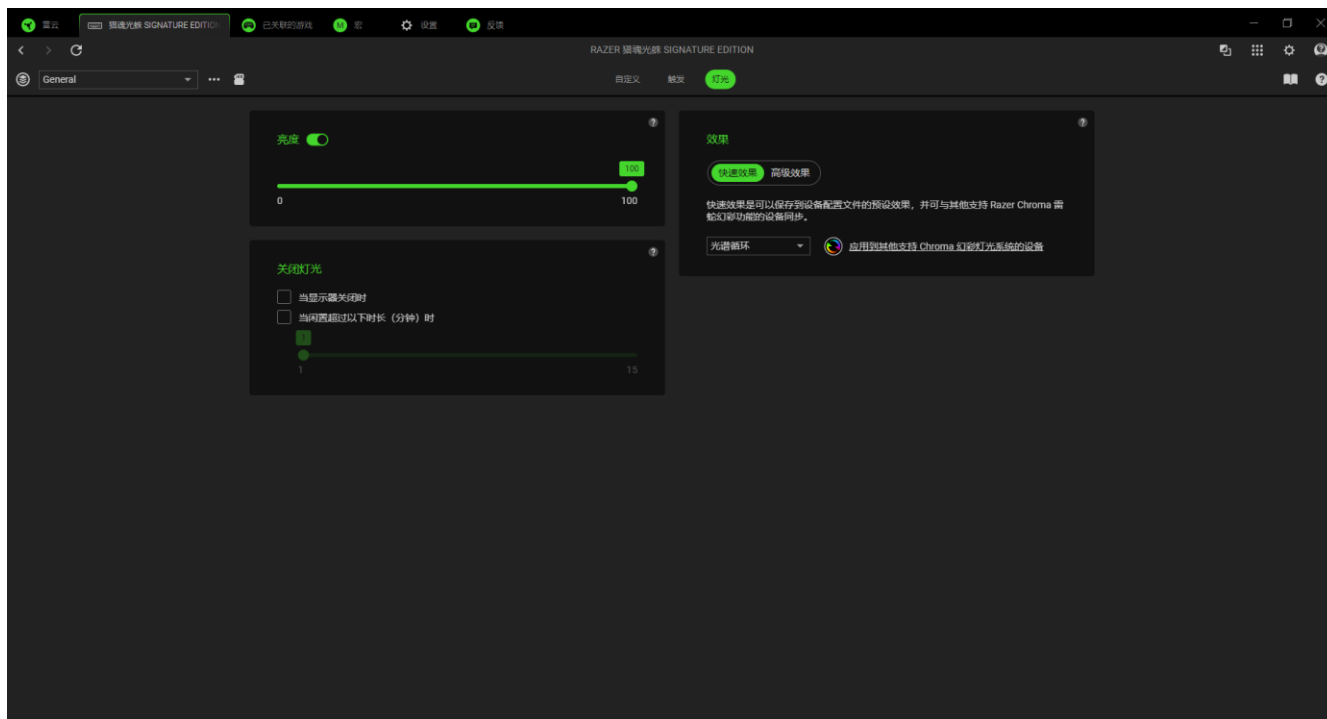 雷云
猎魂光蛛 SIGNATURE EDITION
已关联的游戏
M
宏
设置
反馈
RAZER 猎魂光蛛 SIGNATURE EDITION
General
自定义
触发
灯光
亮度
100
0
100
关闭灯光
当显示器关闭时
当闲置超过以下时长(分钟)时
1
1
15
效果
快速效果
高级效果
快速效果是可以保存到设备配置文件的预设效果,并可与其他支持 Razer Chroma 雷
蛇幻彩功能的设备同步。
光谱循环
应用到其他支持 Chroma 幻彩灯光系统的设备